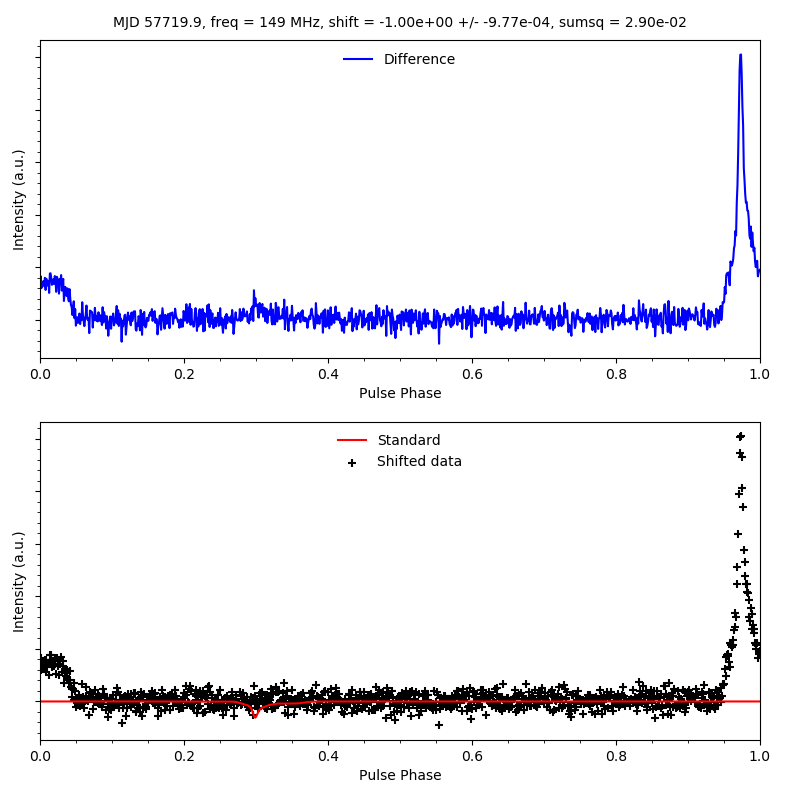 MJD 57719.9, freq = 149 MHz, shift = -1.00e+00 +/- -9.77e-04, sumsq = 2.90e-02
Difference
Intensity (a.u.)
0.0 0.2 0.4 0.6 0.8 1.0
Pulse Phase
Standard
Shifted data
Intensity (a.u.)
0.0 0.2 0.4 0.6 0.8 1.0
Pulse Phase